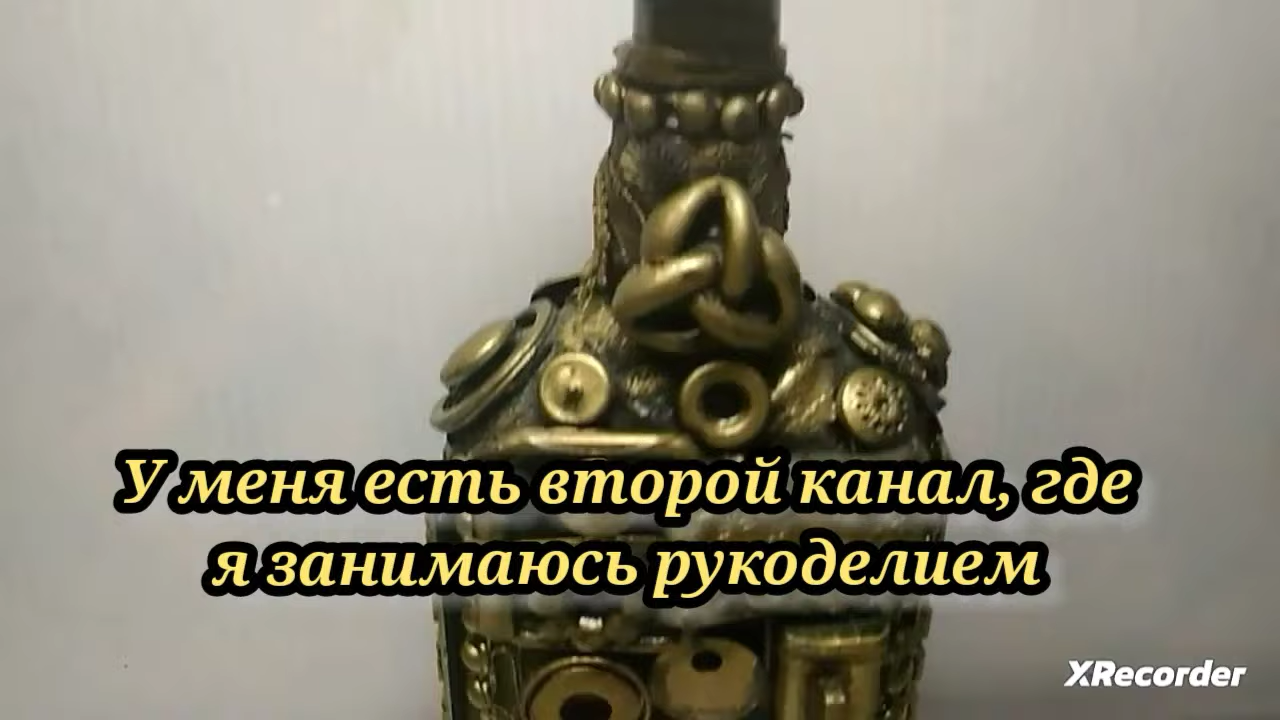 У меня есть второй канал, где
я занимаюсь рукоделием
XRecorder